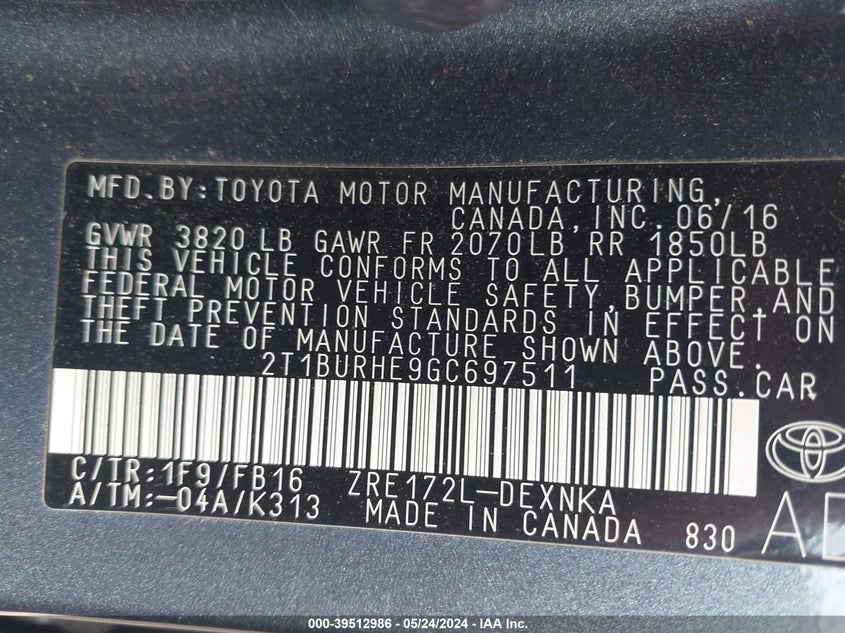 MFD.BY:TOYOTA MOTOR MANUFACTURING,
CANADA,INC.06/16
GVWR 3820LB GAWR FR 2070LB RR 1850LB
THIS VEHICLE CONFORMS TO ALL APPLICABLE
FEDERAL MOTOR VEHICLE SAFETY,BUMPER,AND
THEFT PREVENTION STANDARDS IN EFFECT ON
THE DATE OF MANUFACTURE SHOWN ABOVE.
2T1BURHE9GC697511 PASS.CAR
C/TR:1F9/FB16 ZRE172L-DEXNKA
A/TM:-04A/K313 MADE IN CANADA 830
000-39512986 — 05/24/2024 — IAA Inc.